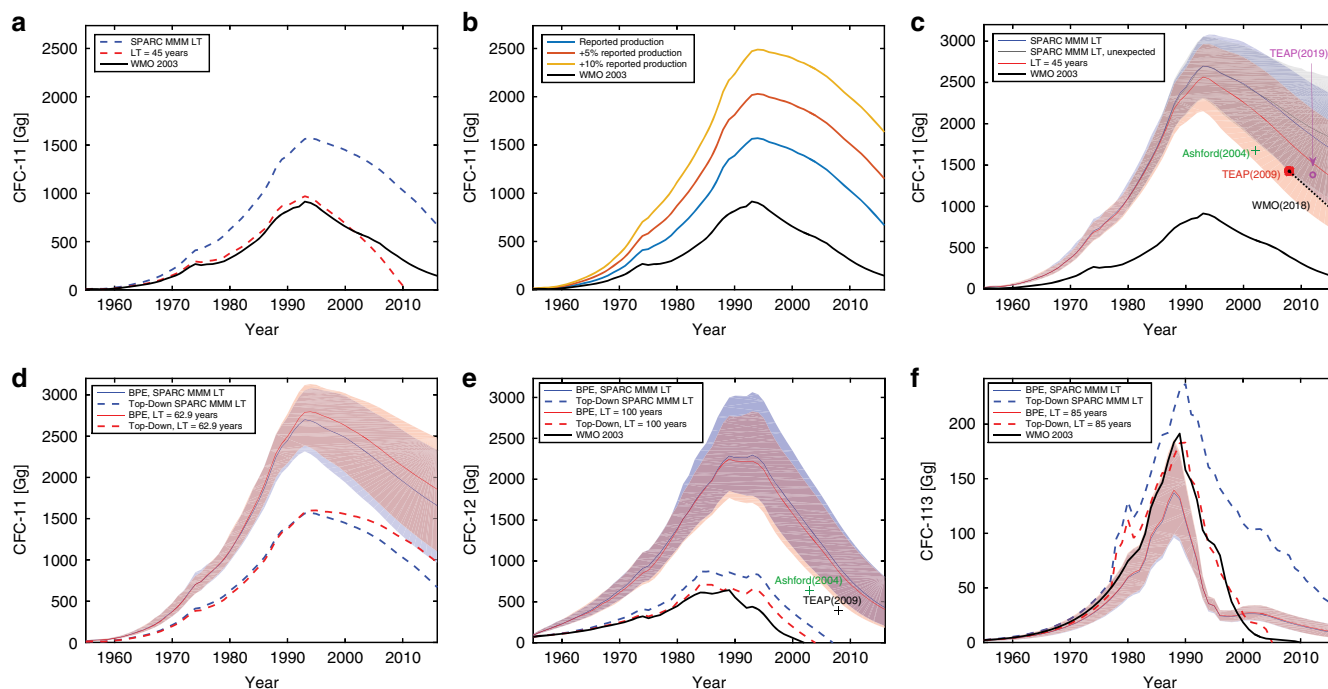 a
SPARC MMM LT
LT = 45 years
WMO 2003
2500
2000
1500
1000
500
0
CFC-11 [Gg]
1960 1970 1980 1990 2000 2010
Year
b
Reported production
+5% reported production
+10% reported production
WMO 2003
2500
2000
1500
1000
500
0
CFC-11 [Gg]
1960 1970 1980 1990 2000 2010
Year
c
SPARC MMM LT
SPARC MMM LT, unexpected
LT = 45 years
WMO 2003
TEAP(2019)
Ashford(2004)
TEAP(2009)
WMO(2018)
3000
2500
2000
1500
1000
500
0
CFC-11 [Gg]
1960 1970 1980 1990 2000 2010
Year
d
BPE, SPARC MMM LT
Top-Down SPARC MMM LT
BPE, LT = 62.9 years
Top-Down, LT = 62.9 years
3000
2500
2000
1500
1000
500
0
CFC-11 [Gg]
1960 1970 1980 1990 2000 2010
Year
e
BPE, SPARC MMM LT
Top-Down SPARC MMM LT
BPE, LT = 100 years
Top-Down, LT = 100 years
WMO 2003
Ashford(2004)
TEAP(2009)
3000
2500
2000
1500
1000
500
0
CFC-12 [Gg]
1960 1970 1980 1990 2000 2010
Year
f
BPE, SPARC MMM LT
Top-Down SPARC MMM LT
BPE, LT = 85 years
Top-Down, LT = 85 years
WMO 2003
200
150
100
50
0
CFC-113 [Gg]
1960 1970 1980 1990 2000 2010
Year